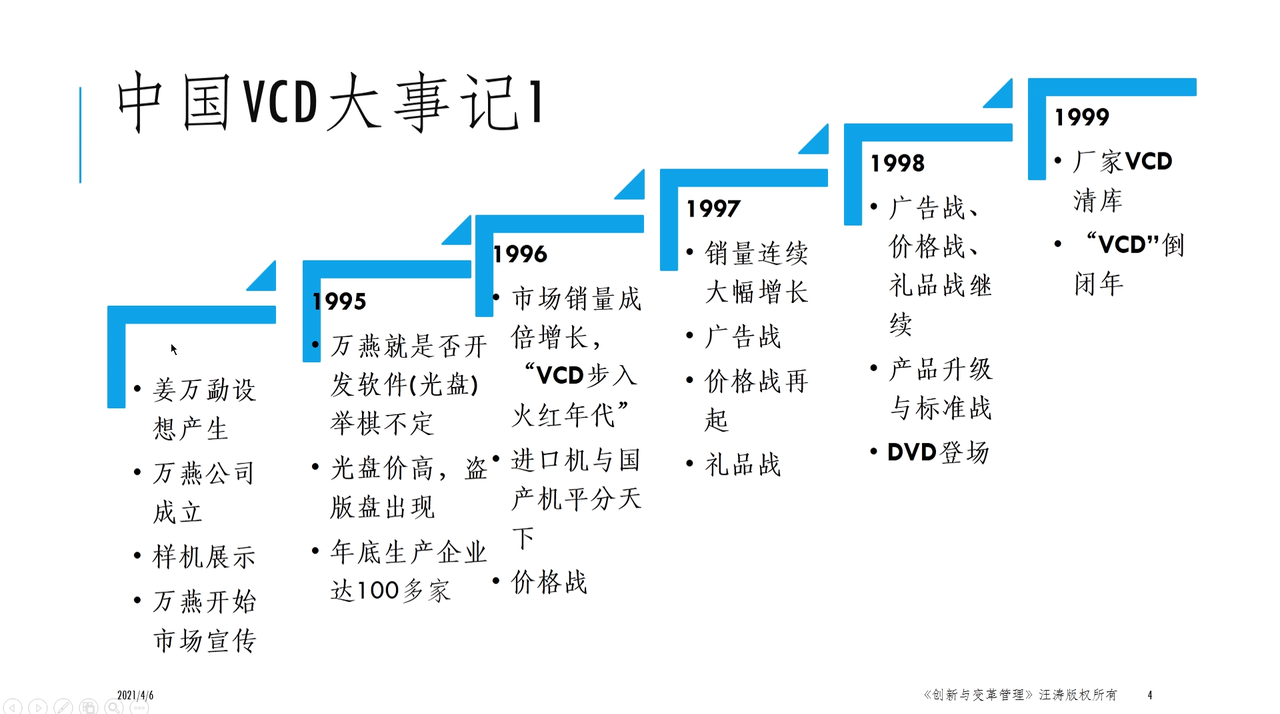 中国VCD大事记1
• 姜万勐设
想产生
• 万燕公司
成立
• 样机展示
• 万燕开始
市场宣传
1995
• 万燕就是否开
发软件(光盘)
举棋不定
• 光盘价高，盗
版盘出现
• 年底生产企业
达100多家
1996
• 市场销量成
倍增长，
“VCD步入
火红年代”
• 进口机与国
产机平分天
下
• 价格战
1997
• 销量连续
大幅增长
• 广告战
• 价格战再
起
• 礼品战
1998
• 广告战、
价格战、
礼品战继
续
• 产品升级
与标准战
• DVD登场
1999
• 厂家VCD
清库
• “VCD”倒
闭年
2021/4/6
《创新与变革管理》汪涛版权所有
4